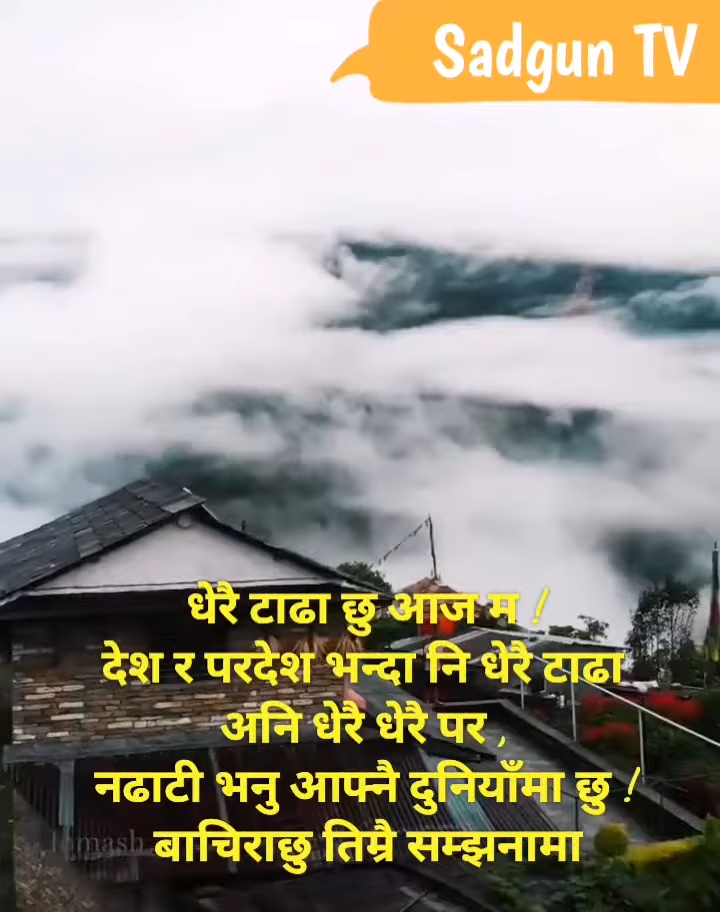 Sadgun TV
धेरै टाढा छु आज म !
देश र परदेश भन्दा नि धेरै टाढा
अनि धेरै धेरै पर ,
नढाटी भनु आफ्नै दुनियाँमा छु !
बाचिराछु तिम्रै सम्झनामा